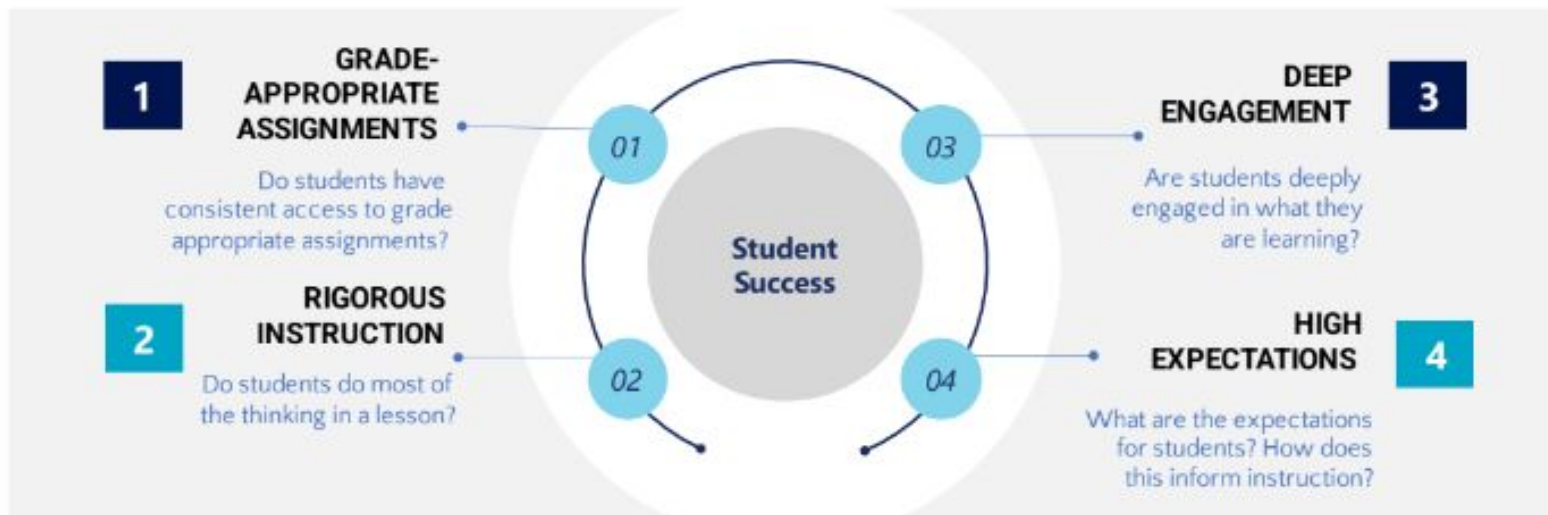 1
GRADE-
APPROPRIATE
ASSIGNMENTS
Do students have
consistent access to grade
appropriate assignments?
2
RIGOROUS
INSTRUCTION
Do students do most of
the thinking in a lesson?
01
02
Student
Success
03
04
DEEP
ENGAGEMENT
3
Are students deeply
engaged in what they
are learning?
HIGH
EXPECTATIONS
4
What are the expectations
for students? How does
this inform instruction?